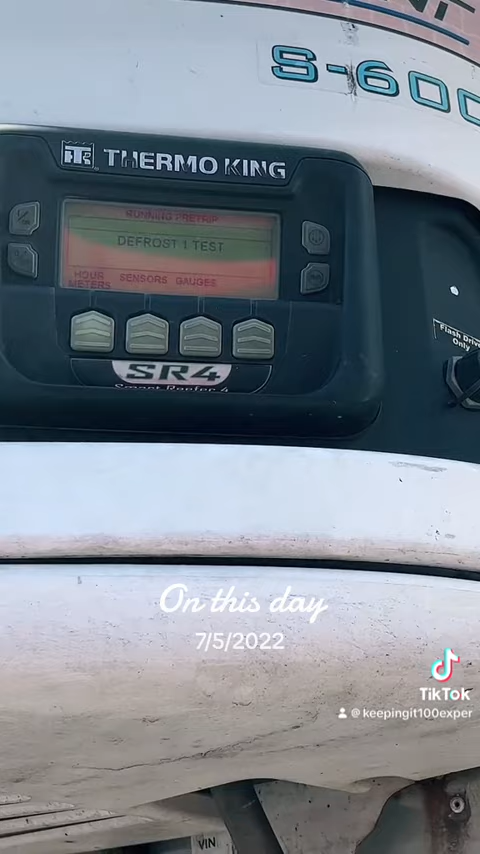 S-600
THERMO KING
RUNNING PRETRIP
DEFROST 1 TEST
HOUR METERS SENSORS GAUGES
SR4
Smart Reefer 4
Flash Drive
Only
On this day
7/5/2022
TikTok
@keepingit100exper
VIN